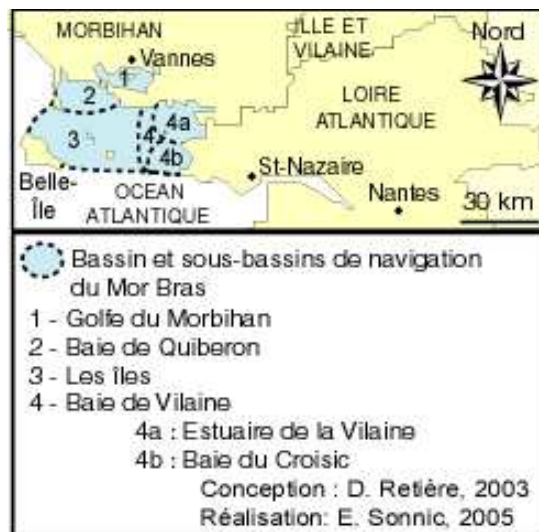 MORBIHAN
ILLE ET
VILAINE
Nord
Vannes
1
2
LOIRE
ATLANTIQUE
3
4
4a
4b
St-Nazaire
Belle-
Île
OCEAN
ATLANTIQUE
Nantes
30 km
Bassin et sous-bassins de navigation
du Mor Bras
1 - Golfe du Morbihan
2 - Baie de Quiberon
3 - Les îles
4 - Baie de Vilaine
4a : Estuaire de la Vilaine
4b : Baie du Croisic
Conception : D. Retière, 2003
Réalisation: E. Sonnic, 2005